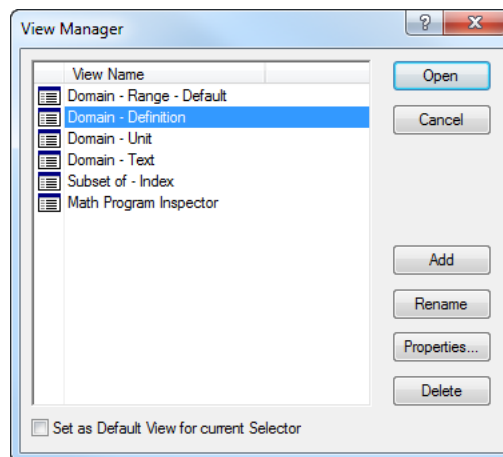 View Manager
?
X
View Name
Domain - Range - Default
Domain - Definition
Domain - Unit
Domain - Text
Subset of - Index
Math Program Inspector
Open
Cancel
Add
Rename
Properties...
Delete
Set as Default View for current Selector